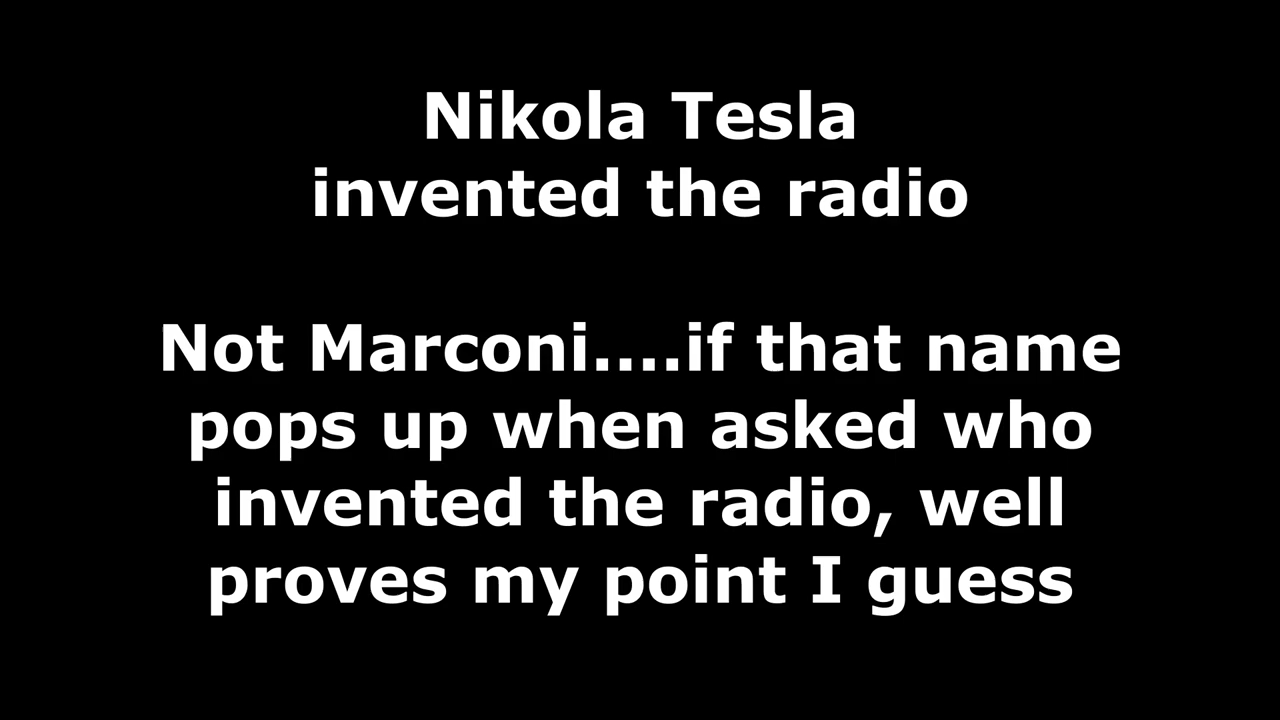 Nikola Tesla
invented the radio
Not Marconi....if that name
pops up when asked who
invented the radio, well
proves my point I guess